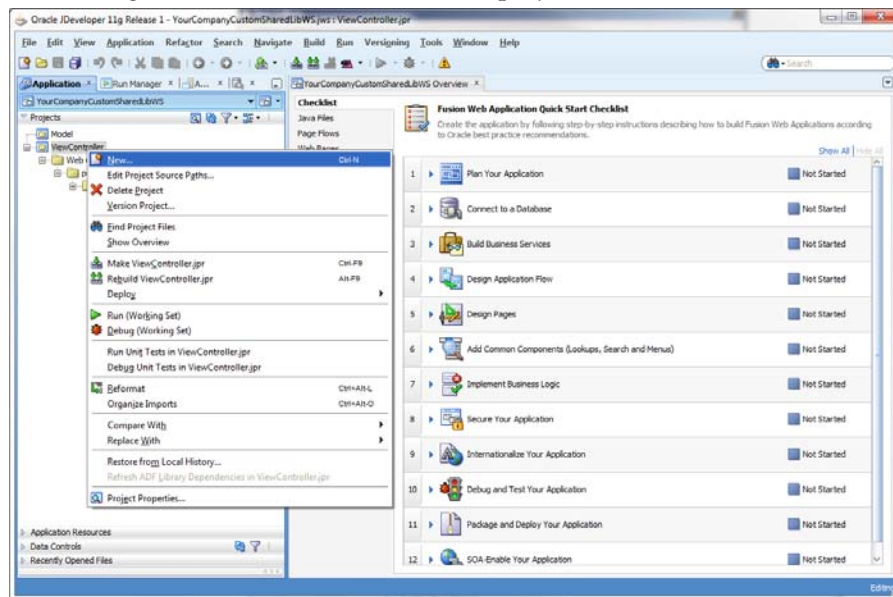 Oracle JDeveloper 11g Release 1 - YourCompanyCustomSharedLibWS.jws : ViewController.jpr
File Edit View Application Refactor Search Navigate Build Run Versioning Tools Window Help
Search
Application Run Manager A... YourCompanyCustomSharedLibWS Overview
YourCompanyCustomSharedLibWS
Projects
Model
ViewController
Web
New... Ctrl-N
Edit Project Source Paths...
Delete Project
Version Project...
Find Project Files
Show Overview
Make ViewController.jpr Ctrl-F9
Rebuild ViewController.jpr Alt-F9
Deploy
Run (Working Set)
Debug (Working Set)
Run Unit Tests in ViewController.jpr
Debug Unit Tests in ViewController.jpr
Reformat Ctrl+Alt-L
Organize Imports Ctrl+Alt-O
Compare With
Replace With
Restore from Local History...
Refresh ADF Library Dependencies in ViewController.jpr
Project Properties...
Application Resources
Data Controls
Recently Opened Files
Checklist
Java Files
Page Flows
Web Pages
Fusion Web Application Quick Start Checklist
Create the application by following step-by-step instructions describing how to build Fusion Web Applications according
to Oracle best practice recommendations.
Show All Hide All
1 Plan Your Application Not Started
2 Connect to a Database Not Started
3 Build Business Services Not Started
4 Design Application Flow Not Started
5 Design Pages Not Started
6 Add Common Components (Lookups, Search and Menus) Not Started
7 Implement Business Logic Not Started
8 Secure Your Application Not Started
9 Internationalize Your Application Not Started
10 Debug and Test Your Application Not Started
11 Package and Deploy Your Application Not Started
12 SOA-Enable Your Application Not Started